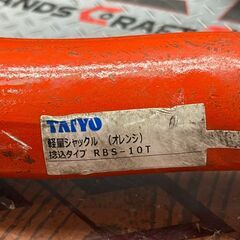 ANDS CRAFT
TAIYO
軽量シャックル (オレンジ)
捻込タイプ RBS-10T